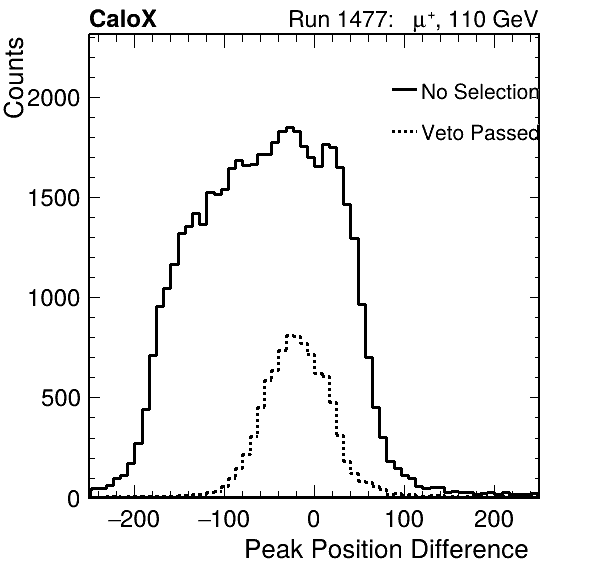 CaloX Run 1477: μ⁺, 110 GeV
Counts
No Selection
Veto Passed
2000
1500
1000
500
0
−200 −100 0 100 200
Peak Position Difference